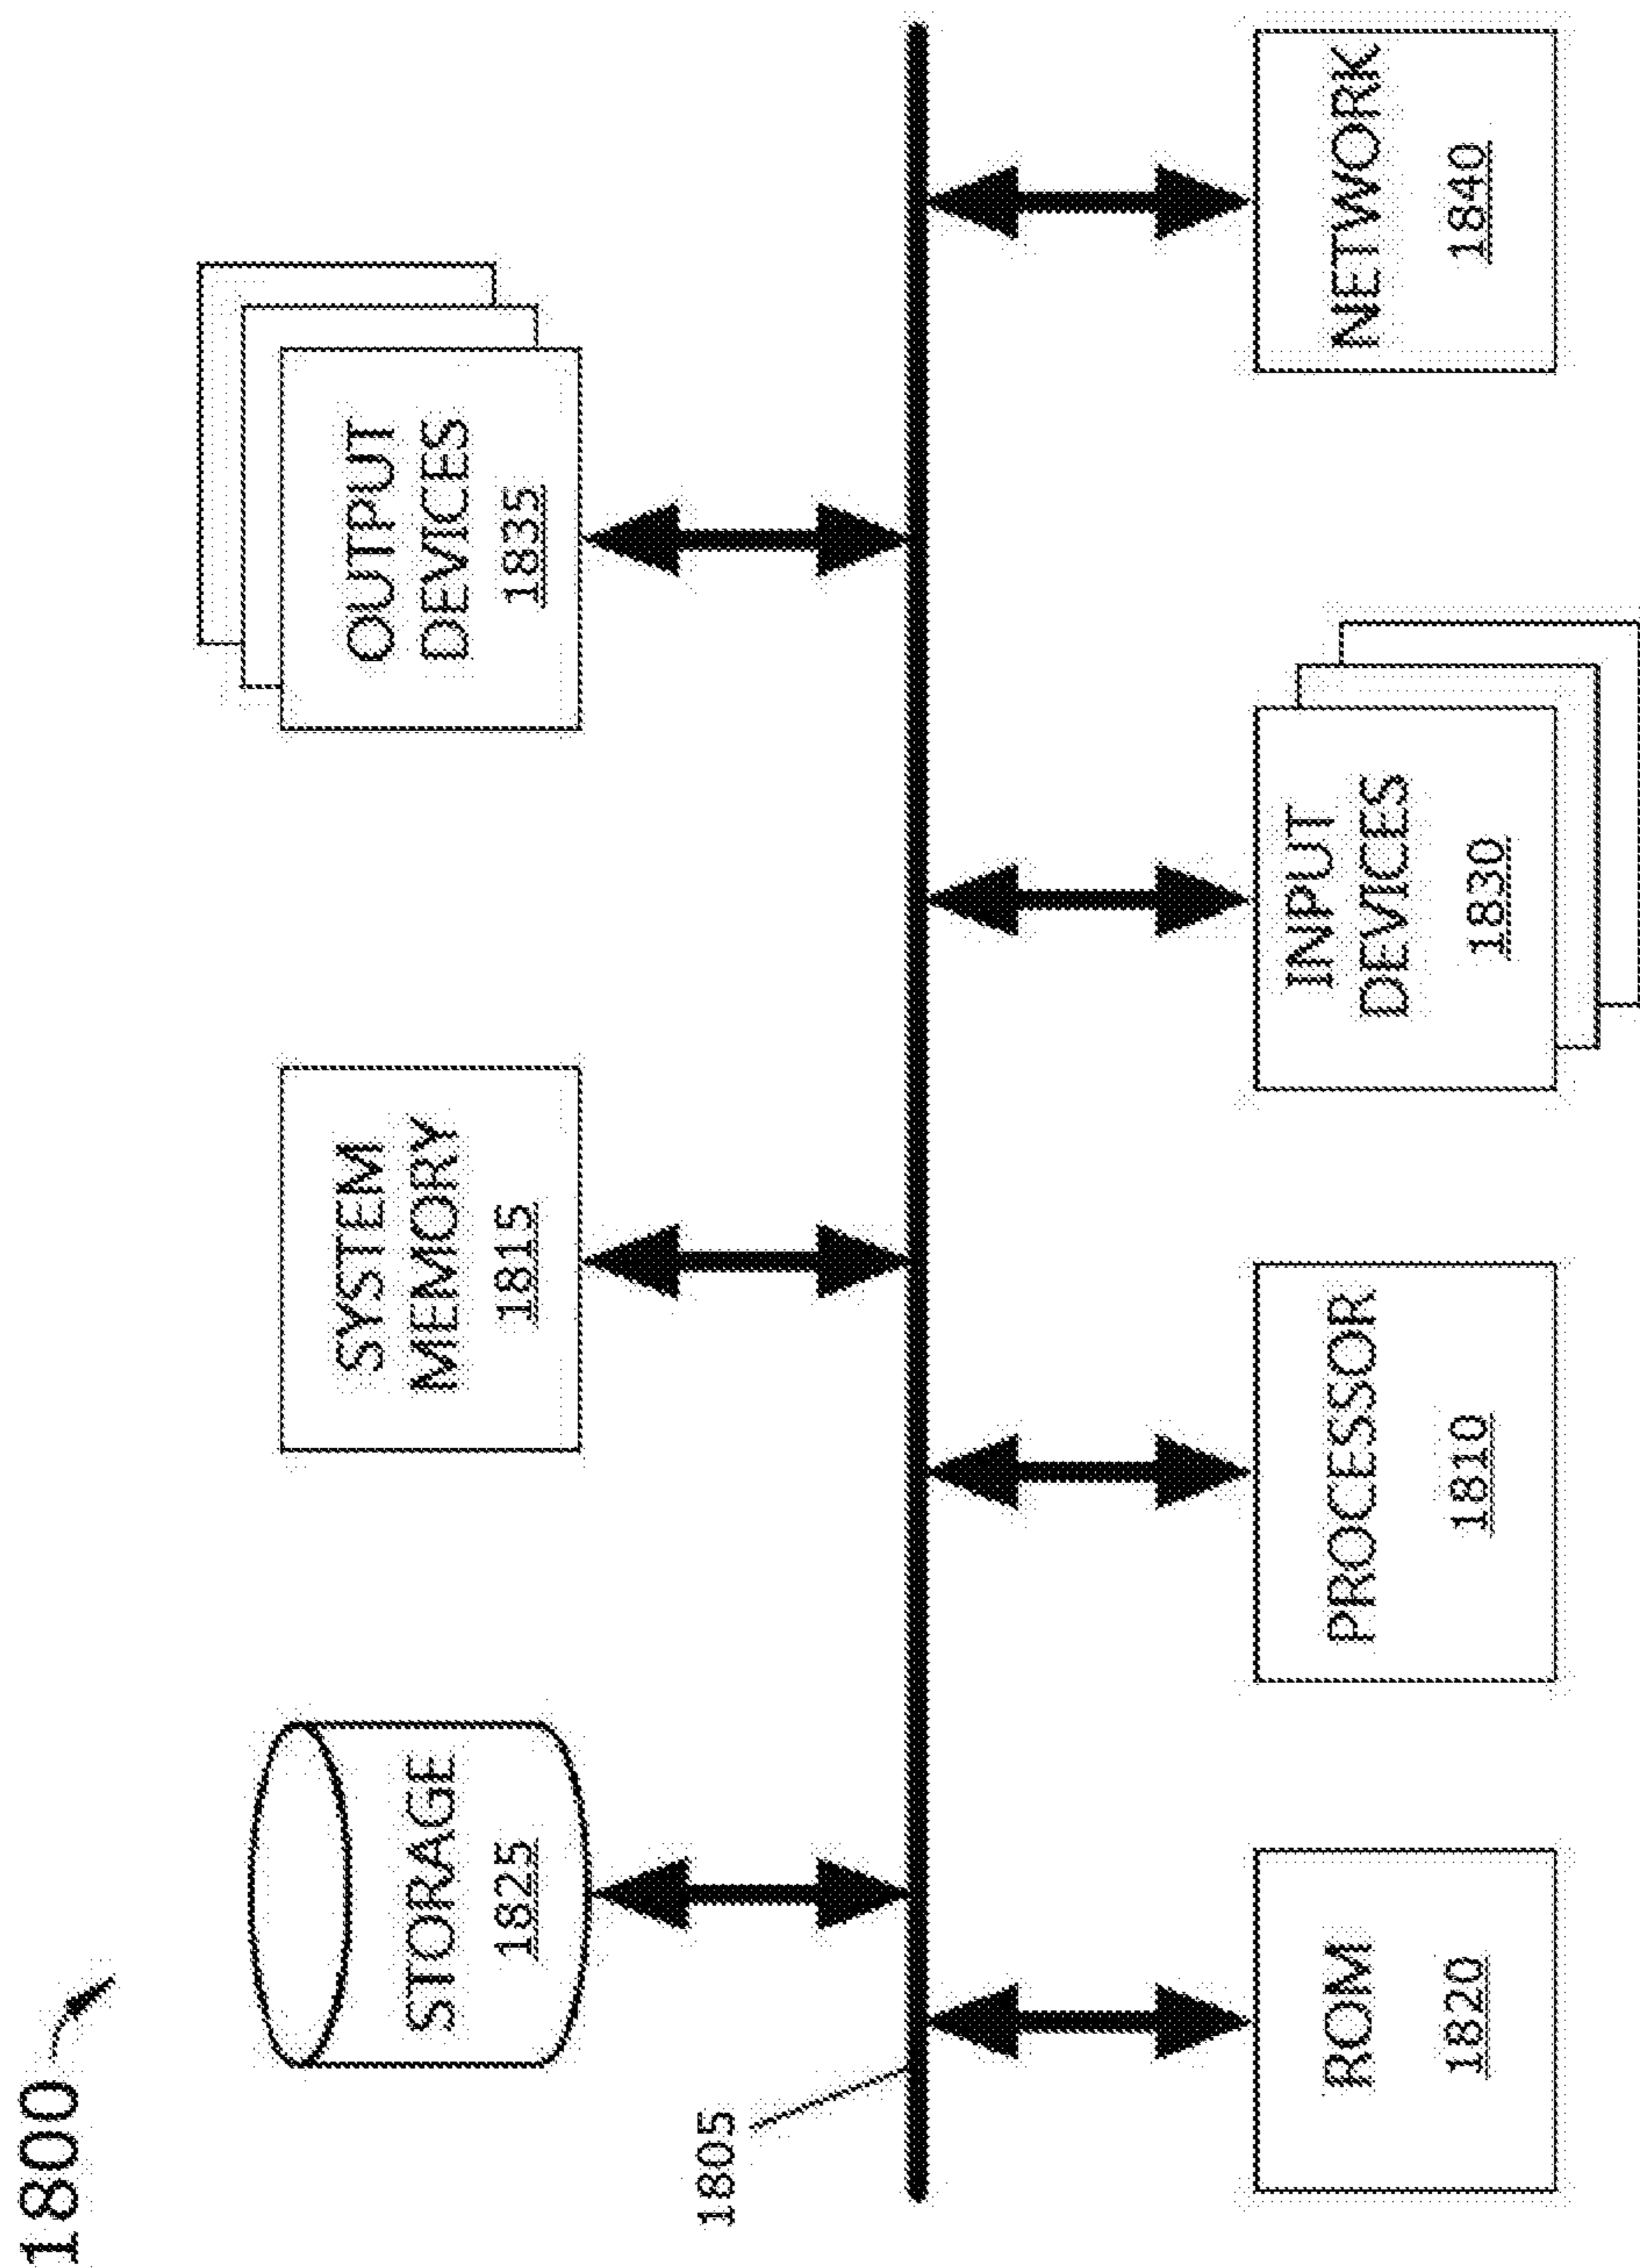 1800
STORAGE
1825
SYSTEM
MEMORY
1815
OUTPUT
DEVICES
1835
1805
ROM
1820
PROCESSOR
1810
INPUT
DEVICES
1830
NETWORK
1840